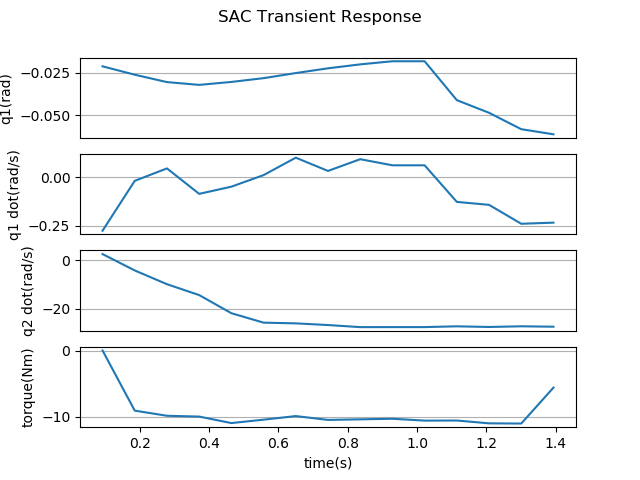 SAC Transient Response
q1(rad)
−0.025
−0.050
q1 dot(rad/s)
0.00
−0.25
q2 dot(rad/s)
0
−20
torque(Nm)
0
−10
0.2 0.4 0.6 0.8 1.0 1.2 1.4
time(s)